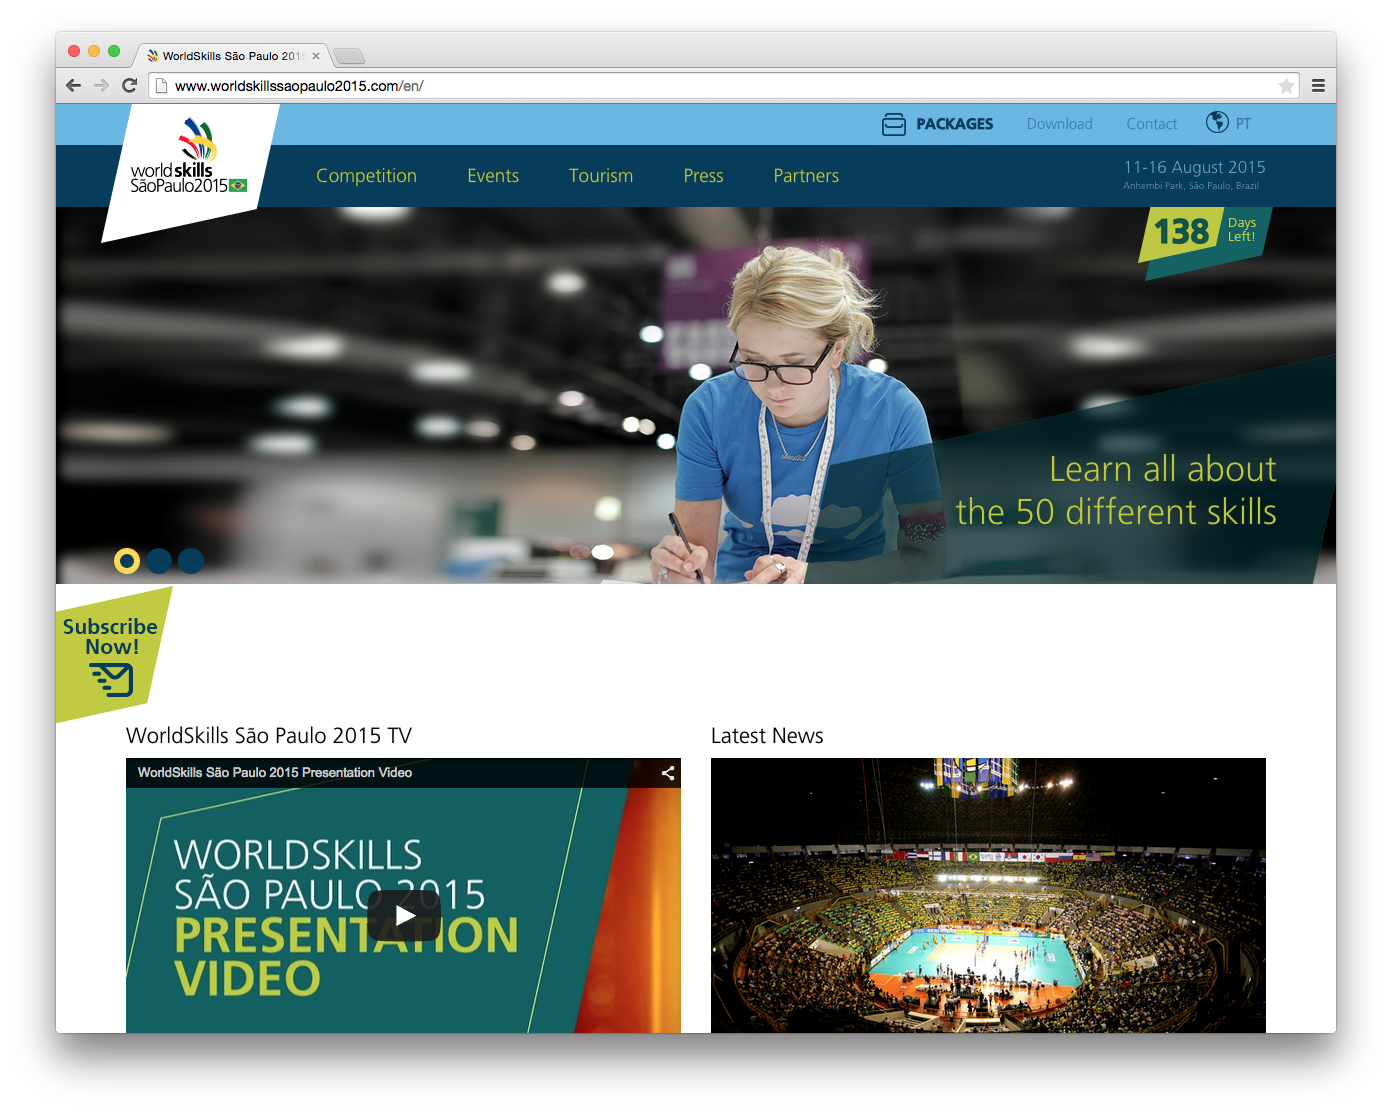 WorldSkills São Paulo 2015
www.worldskillssaopaulo2015.com/en/
PACKAGES
Download
Contact
PT
worldskills
SãoPaulo2015
Competition
Events
Tourism
Press
Partners
11-16 August 2015
Anhembi Park, São Paulo, Brazil
138
Days
Left!
Learn all about
the 50 different skills
Subscribe
Now!
WorldSkills São Paulo 2015 TV
Latest News
WorldSkills São Paulo 2015 Presentation Video
WORLDSKILLS
SÃO PAULO 2015
PRESENTATION
VIDEO